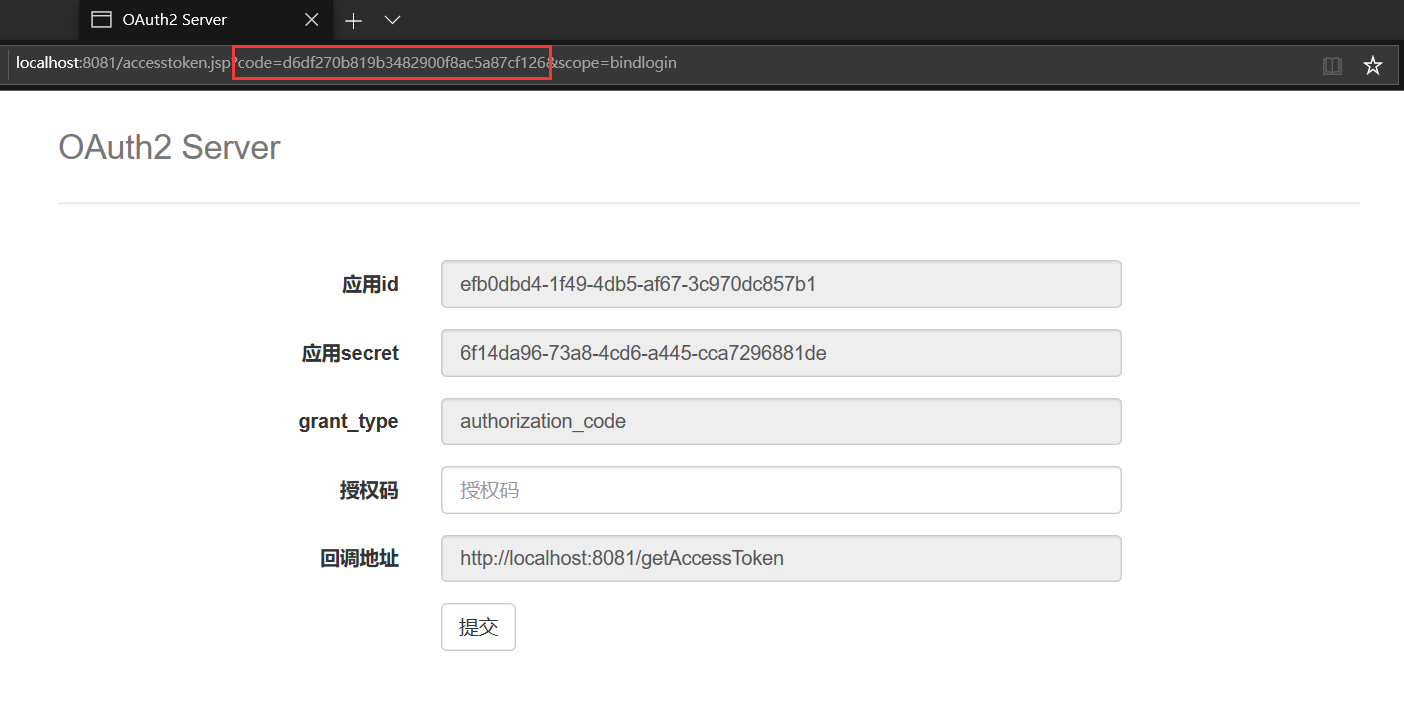 OAuth2 Server
localhost:8081/accesstoken.jsp?code=d6df270b819b3482900f8ac5a87cf126&scope=bindlogin
OAuth2 Server
应用id efb0dbd4-1f49-4db5-af67-3c970dc857b1
应用secret 6f14da96-73a8-4cd6-a445-cca7296881de
grant_type authorization_code
授权码 授权码
回调地址 http://localhost:8081/getAccessToken
提交